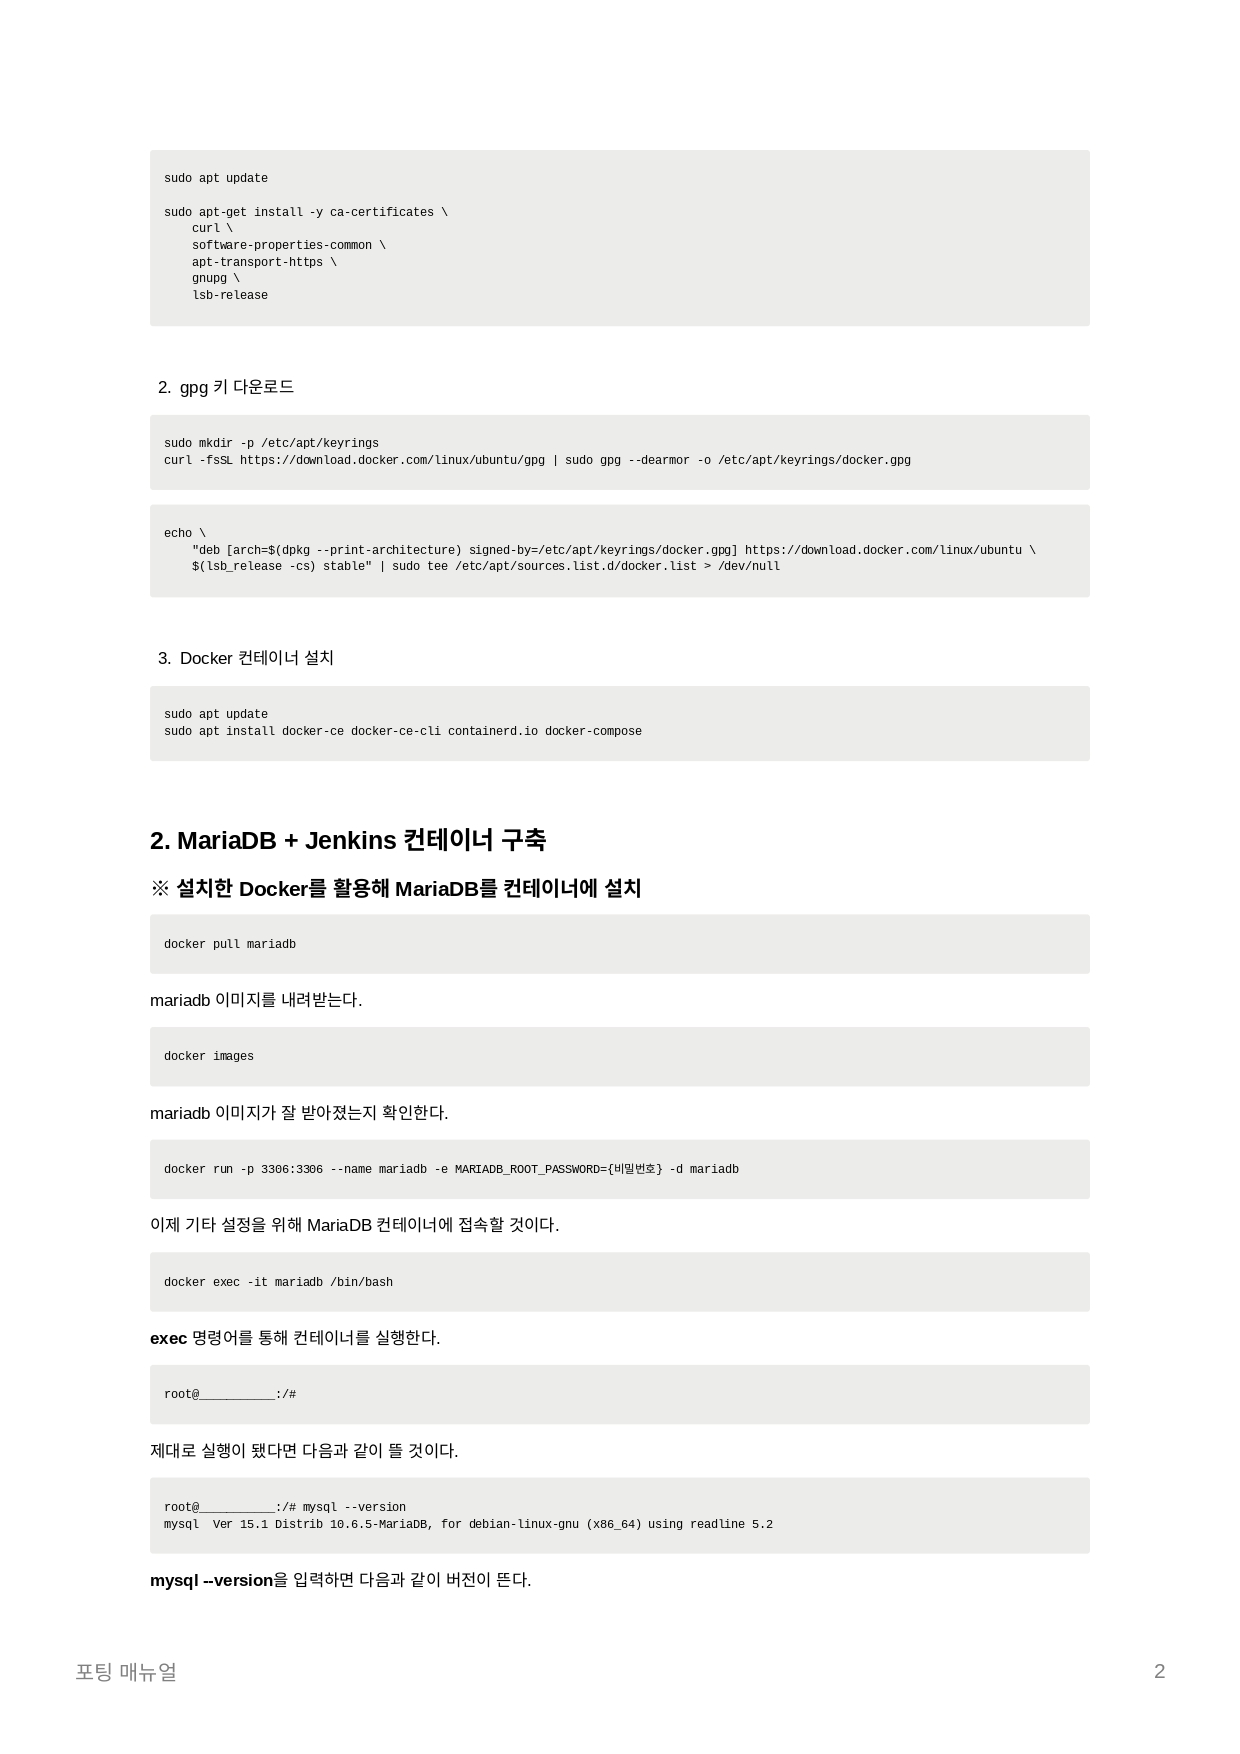 sudo apt update
sudo apt-get install -y ca-certificates \
    curl \
    software-properties-common \
    apt-transport-https \
    gnupg \
    lsb-release
2. gpg 키 다운로드
sudo mkdir -p /etc/apt/keyrings
curl -fsSL https://download.docker.com/linux/ubuntu/gpg | sudo gpg --dearmor -o /etc/apt/keyrings/docker.gpg
echo \
    "deb [arch=$(dpkg --print-architecture) signed-by=/etc/apt/keyrings/docker.gpg] https://download.docker.com/linux/ubuntu \
    $(lsb_release -cs) stable" | sudo tee /etc/apt/sources.list.d/docker.list > /dev/null
3. Docker 컨테이너 설치
sudo apt update
sudo apt install docker-ce docker-ce-cli containerd.io docker-compose
2. MariaDB + Jenkins 컨테이너 구축
※ 설치한 Docker를 활용해 MariaDB를 컨테이너에 설치
docker pull mariadb
mariadb 이미지를 내려받는다.
docker images
mariadb 이미지가 잘 받아졌는지 확인한다.
docker run -p 3306:3306 --name mariadb -e MARIADB_ROOT_PASSWORD={비밀번호} -d mariadb
이제 기타 설정을 위해 MariaDB 컨테이너에 접속할 것이다.
docker exec -it mariadb /bin/bash
exec 명령어를 통해 컨테이너를 실행한다.
root@___________:/#
제대로 실행이 됐다면 다음과 같이 뜰 것이다.
root@___________:/# mysql --version
mysql  Ver 15.1 Distrib 10.6.5-MariaDB, for debian-linux-gnu (x86_64) using readline 5.2
mysql --version을 입력하면 다음과 같이 버전이 뜬다.
포팅 매뉴얼
2